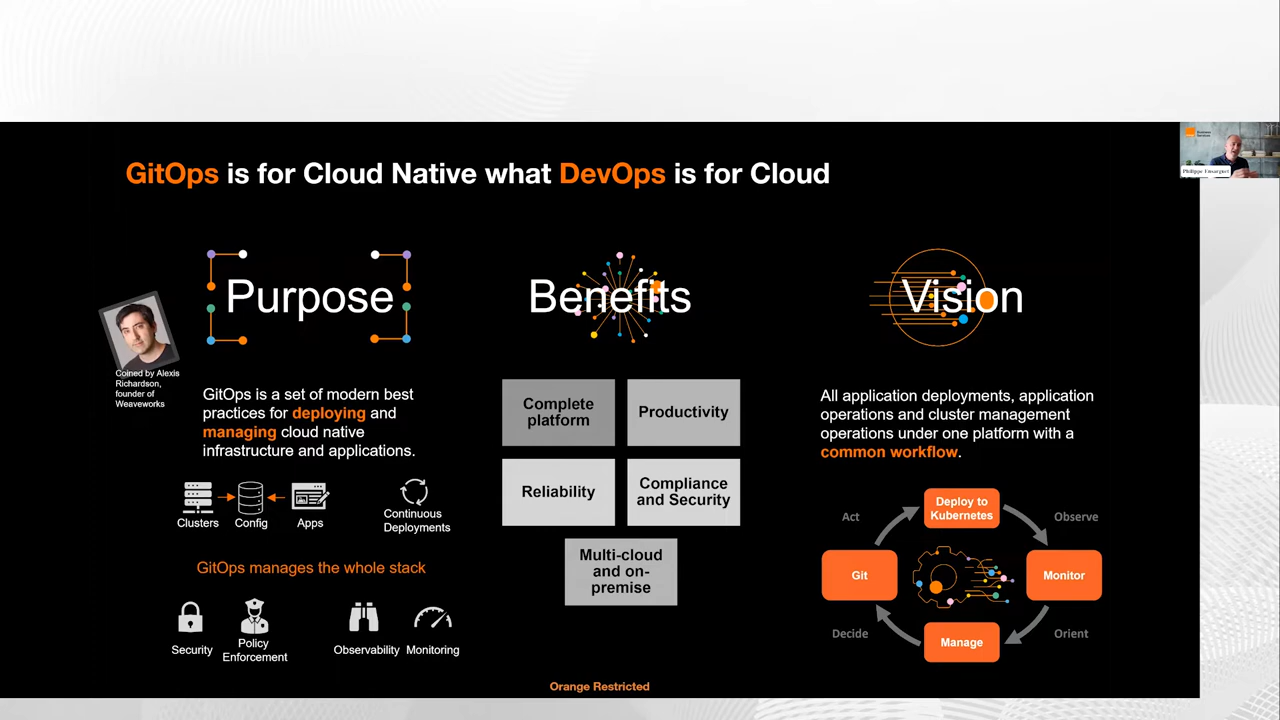 GitOps is for Cloud Native what DevOps is for Cloud
Business
Services
Philippe Ensarguet
Purpose
Coined by Alexis
Richardson,
founder of
Weaveworks
GitOps is a set of modern best
practices for deploying and
managing cloud native
infrastructure and applications.
Clusters
Config
Apps
Continuous
Deployments
GitOps manages the whole stack
Security
Policy
Enforcement
Observability
Monitoring
Benefits
Complete
platform
Productivity
Reliability
Compliance
and Security
Multi-cloud
and on-
premise
Vision
All application deployments, application
operations and cluster management
operations under one platform with a
common workflow.
Act
Deploy to
Kubernetes
Observe
Git
Monitor
Decide
Manage
Orient
Orange Restricted